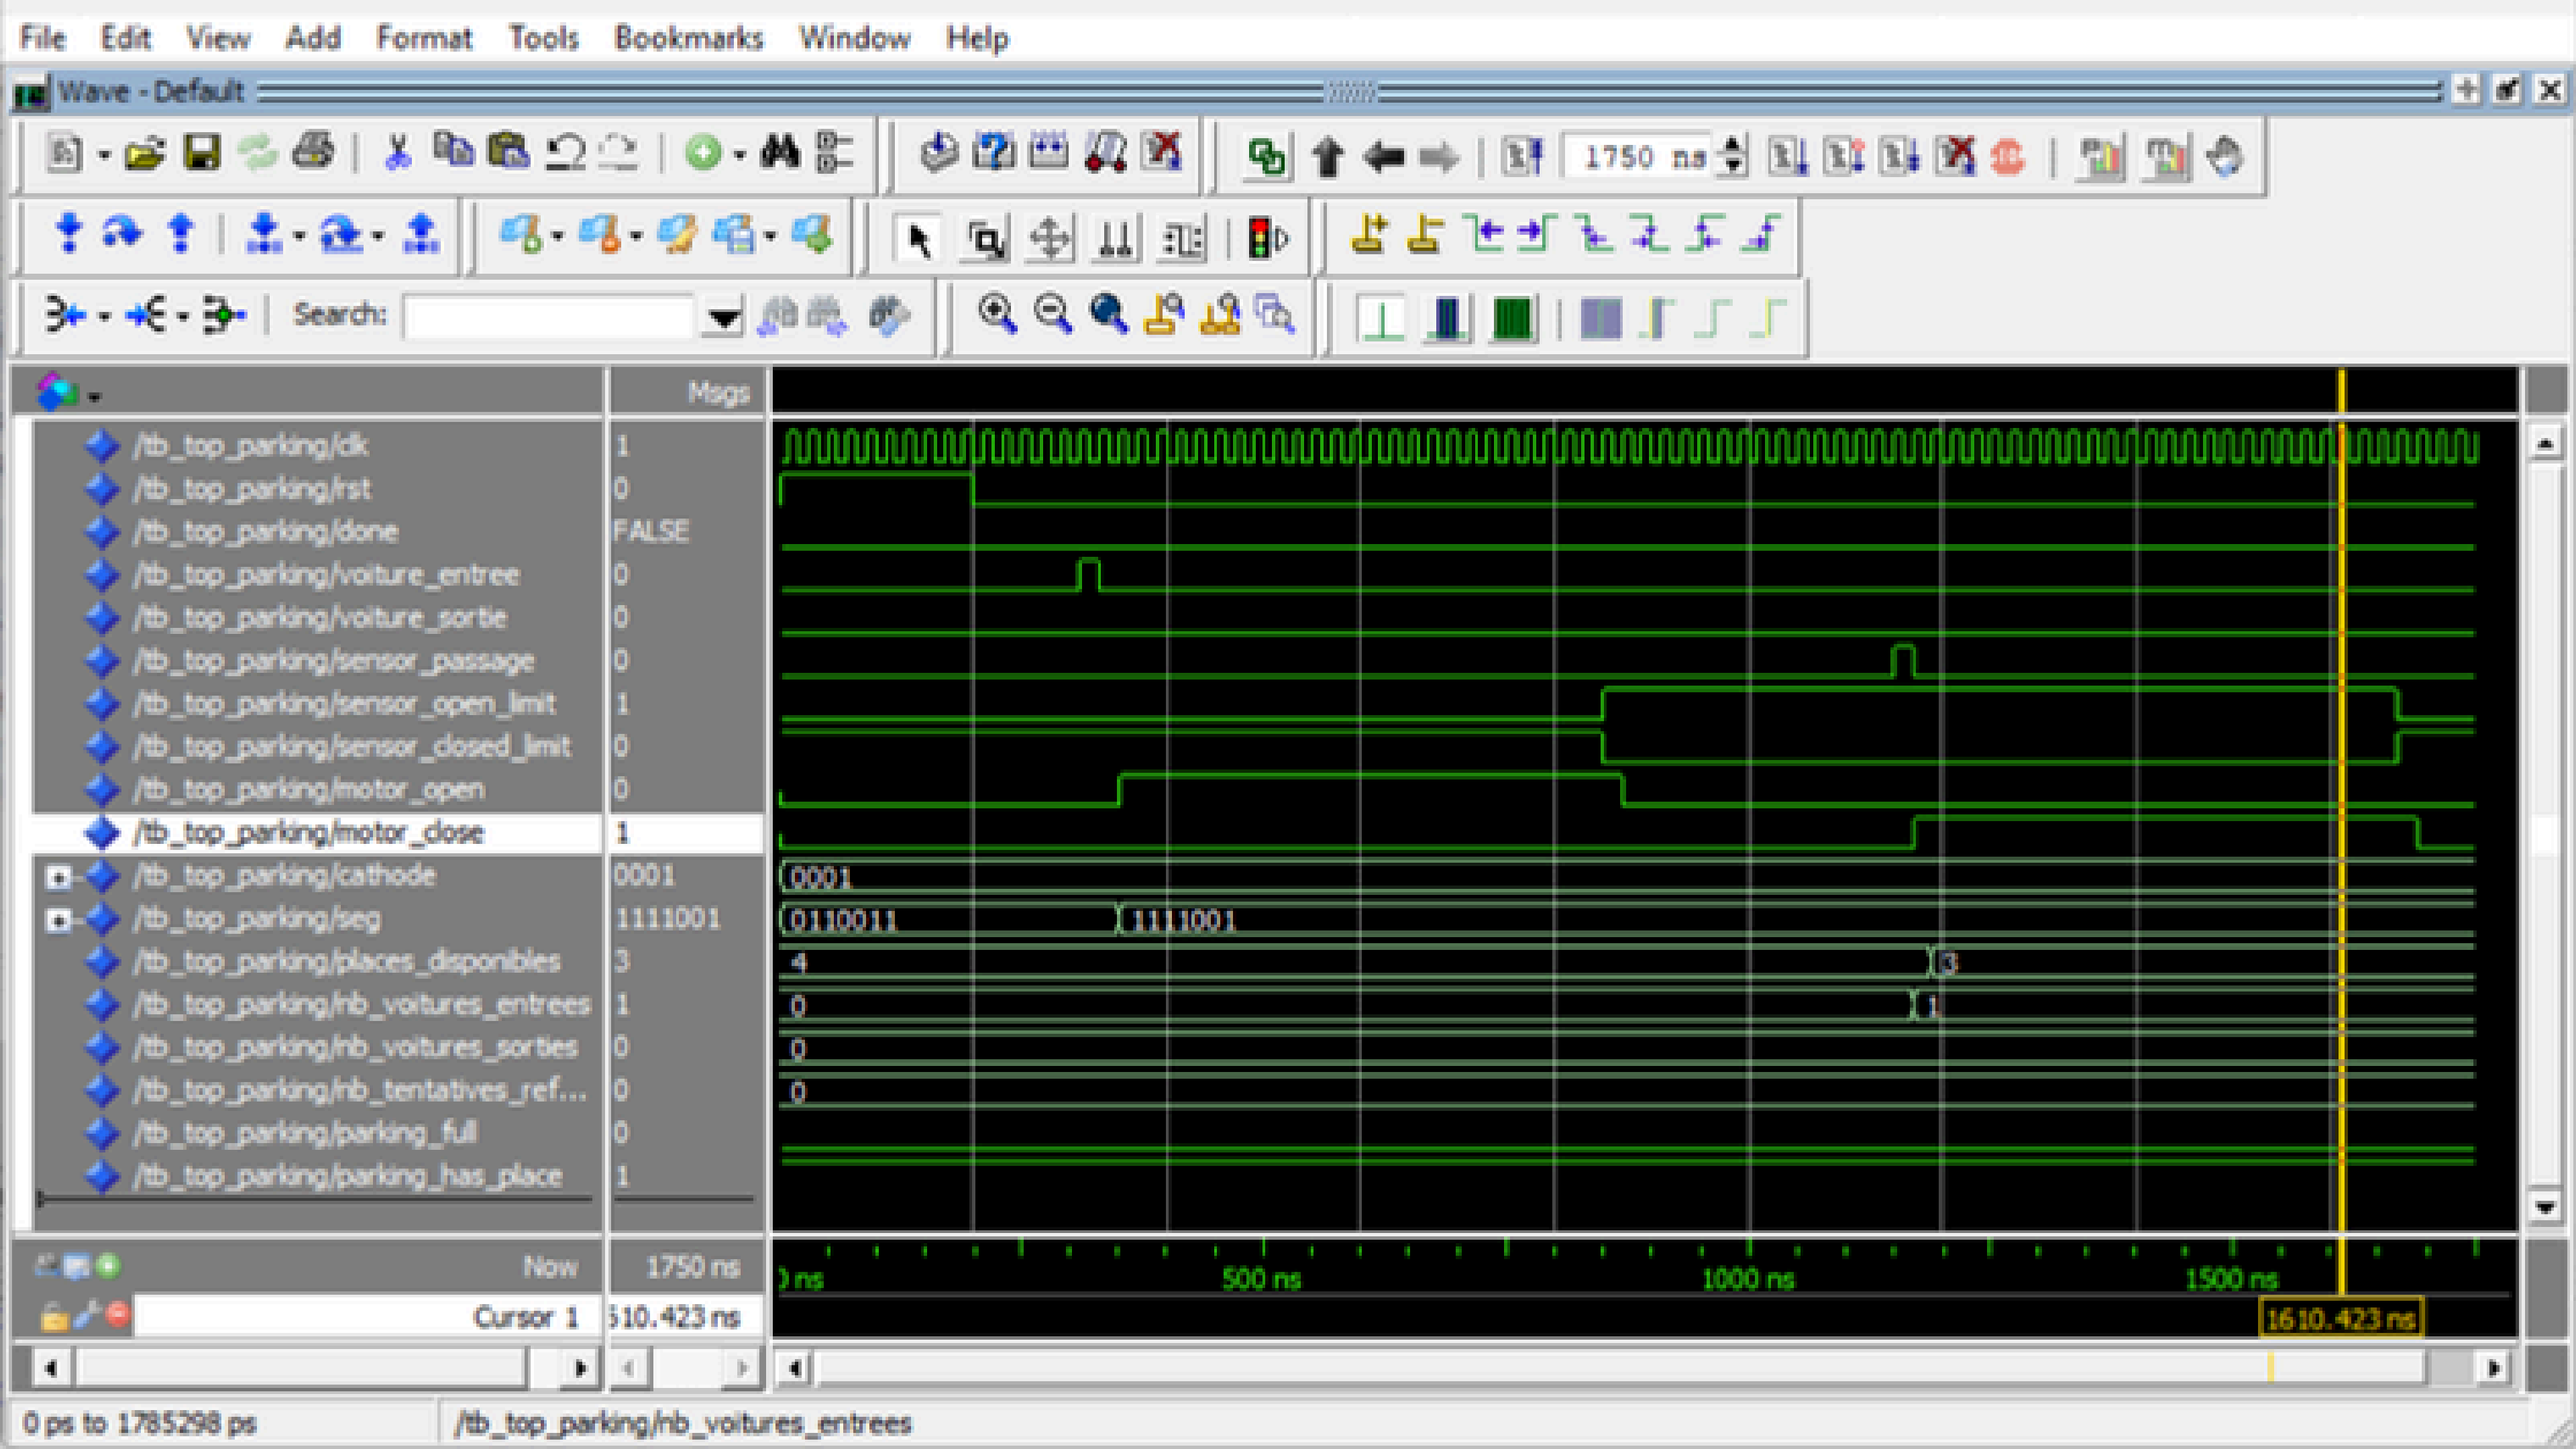 File Edit View Add Format Tools Bookmarks Window Help
Wave - Default
1750 ns
Search:
Msgs
/tb_top_parking/clk 1
/tb_top_parking/rst 0
/tb_top_parking/done FALSE
/tb_top_parking/voiture_entree 0
/tb_top_parking/voiture_sortie 0
/tb_top_parking/sensor_passage 0
/tb_top_parking/sensor_open_limit 1
/tb_top_parking/sensor_closed_limit 0
/tb_top_parking/motor_open 0
/tb_top_parking/motor_close 1
/tb_top_parking/cathode 0001 0001
/tb_top_parking/seg 1111001 0110011 1111001
/tb_top_parking/places_disponibles 3 4 3
/tb_top_parking/nb_voitures_entrees 1 0 1
/tb_top_parking/nb_voitures_sorties 0 0
/tb_top_parking/nb_tentatives_ref... 0 0
/tb_top_parking/parking_full 0
/tb_top_parking/parking_has_place 1
Now 1750 ns ns 500 ns 1000 ns 1500 ns
Cursor 1 610.423 ns 1610.423 ns
0 ps to 1785298 ps /tb_top_parking/nb_voitures_entrees